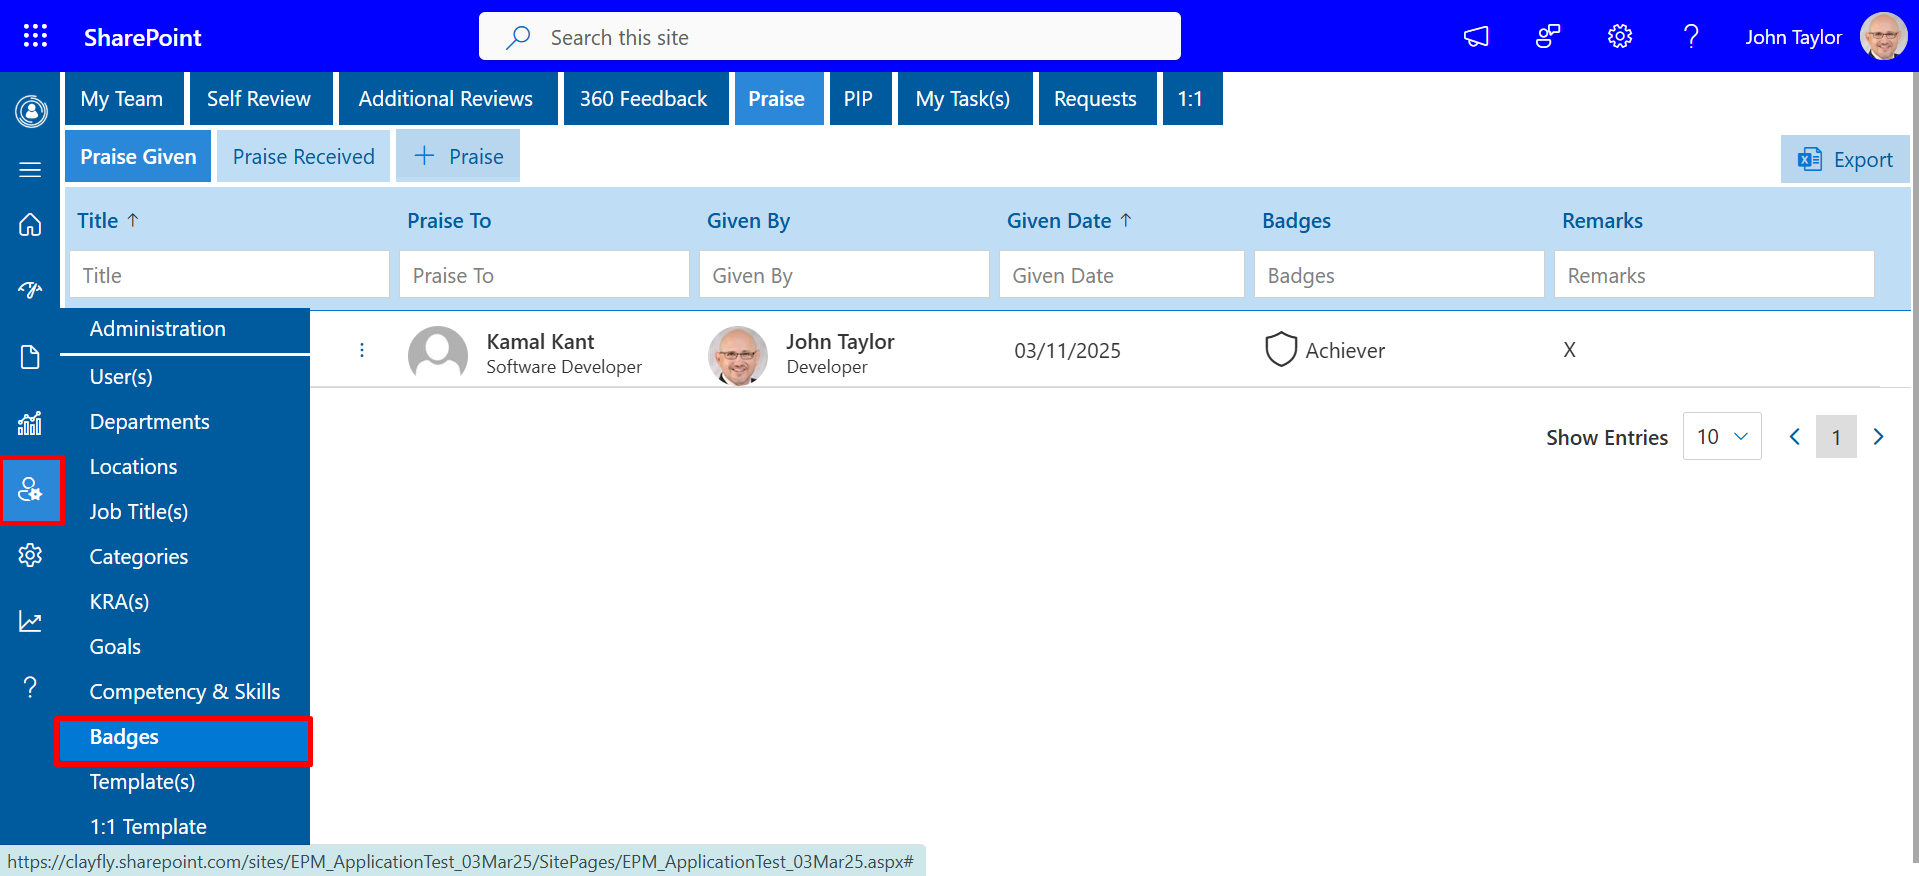 SharePoint
Search this site
John Taylor
My Team
Self Review
Additional Reviews
360 Feedback
Praise
PIP
My Task(s)
Requests
1:1
Praise Given
Praise Received
Praise
Export
Title ↑
Praise To
Given By
Given Date ↑
Badges
Remarks
Title
Praise To
Given By
Given Date
Badges
Remarks
Kamal Kant
Software Developer
John Taylor
Developer
03/11/2025
Achiever
X
Show Entries
10
1
Administration
User(s)
Departments
Locations
Job Title(s)
Categories
KRA(s)
Goals
Competency & Skills
Badges
Template(s)
1:1 Template
https://clayfly.sharepoint.com/sites/EPM_ApplicationTest_03Mar25/SitePages/EPM_ApplicationTest_03Mar25.aspx#